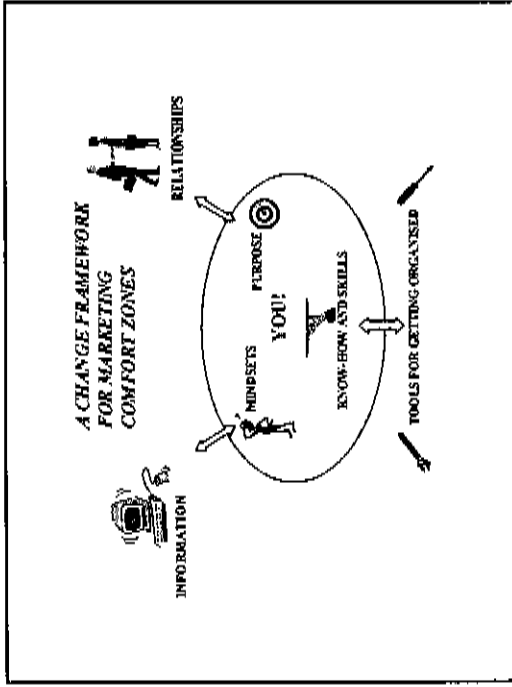 A CHANGE FRAMEWORK
FOR MARKETING
COMFORT ZONES
INFORMATION
RELATIONSHIPS
MINDSETS
PURPOSE
YOU!
KNOW-HOW AND SKILLS
TOOLS FOR GETTING ORGANISED